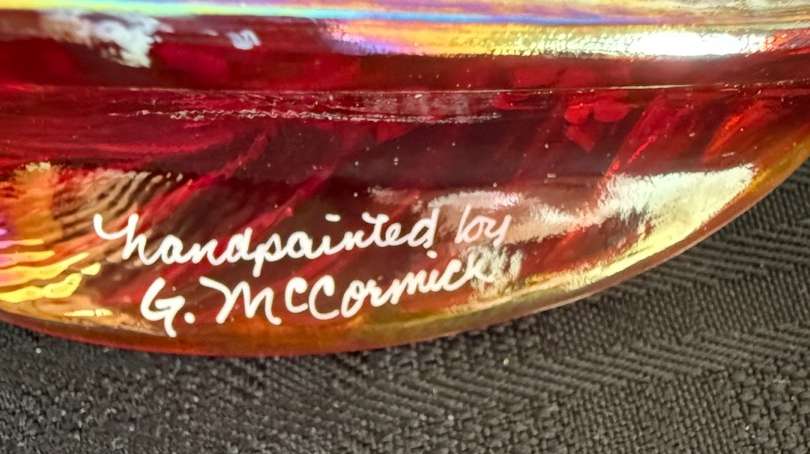 handpainted by
G. McCormick